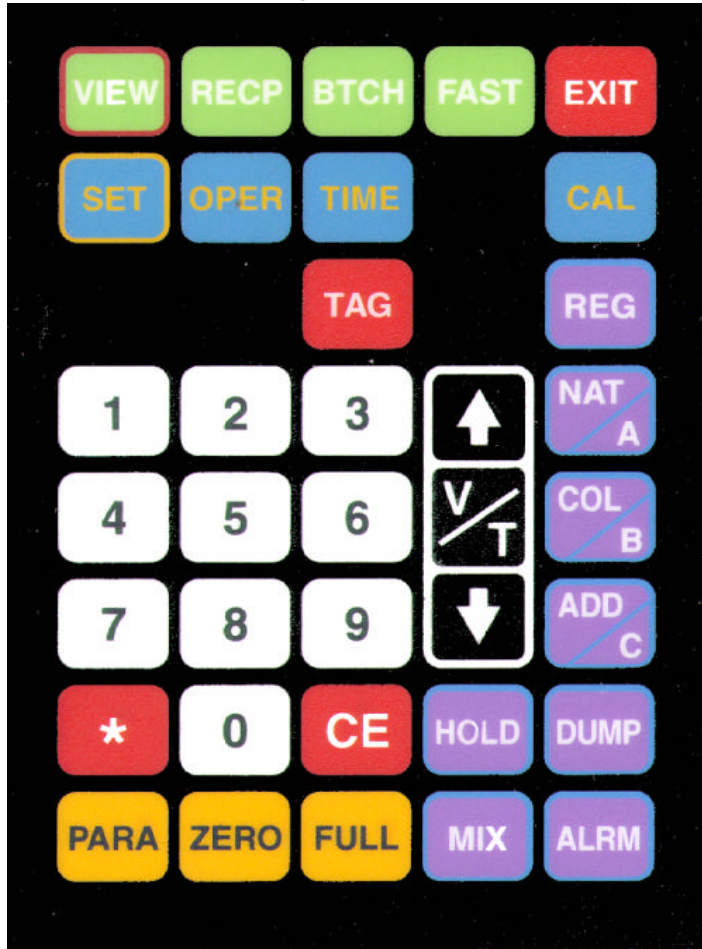 VIEW RECP BTCH FAST EXIT
SET OPER TIME CAL
TAG REG
1 2 3 NAT/A
4 5 6 V/T COL/B
7 8 9 ADD/C
* 0 CE HOLD DUMP
PARA ZERO FULL MIX ALRM